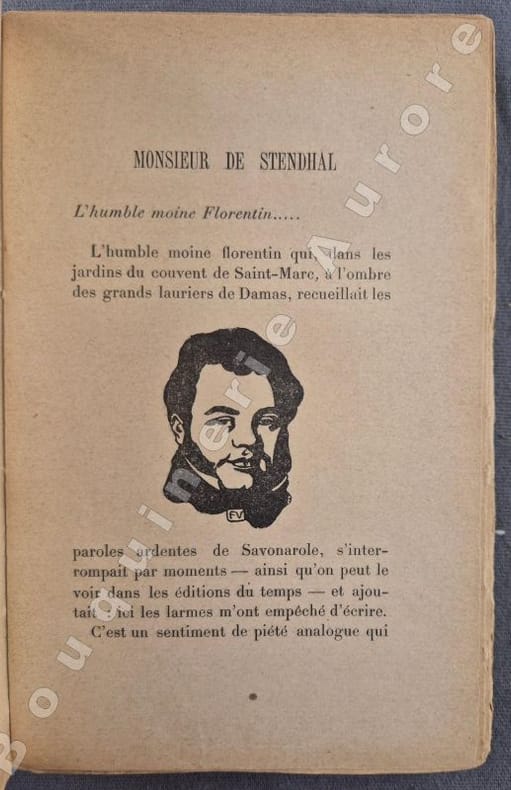 MONSIEUR DE STENDHAL
L'humble moine Florentin.....
L'humble moine florentin qui, dans les
jardins du couvent de Saint-Marc, à l'ombre
des grands lauriers de Damas, recueillait les
FV
paroles ardentes de Savonarole, s'inter-
rompait par moments — ainsi qu'on peut le
voir dans les éditions du temps — et ajou-
tait : ici les larmes m'ont empêché d'écrire.
C'est un sentiment de piété analogue qui
Bouquinerie Aurore